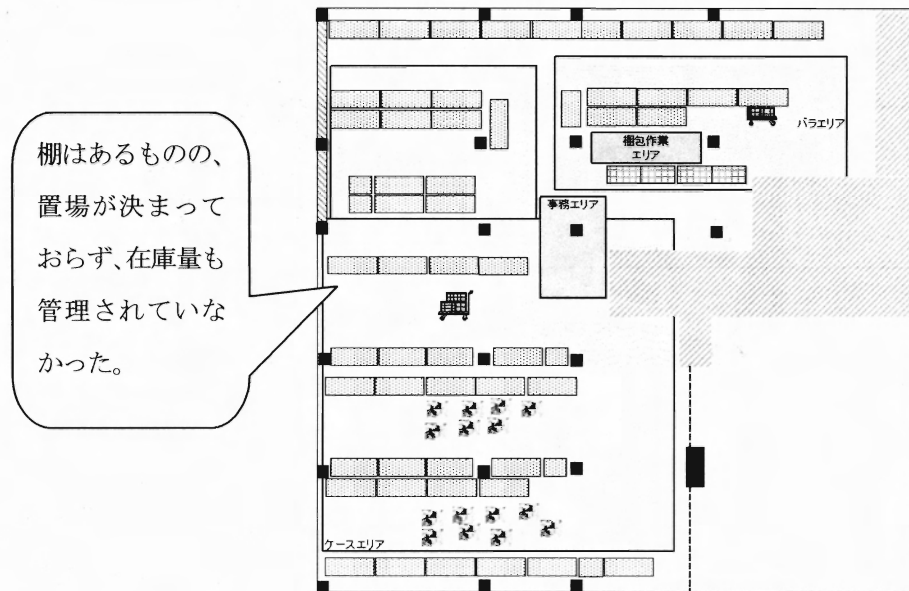 棚はあるものの、
置場が決まって
おらず、在庫量も
管理されていな
かった。
バラエリア
梱包作業
エリア
事務エリア
ケースエリア